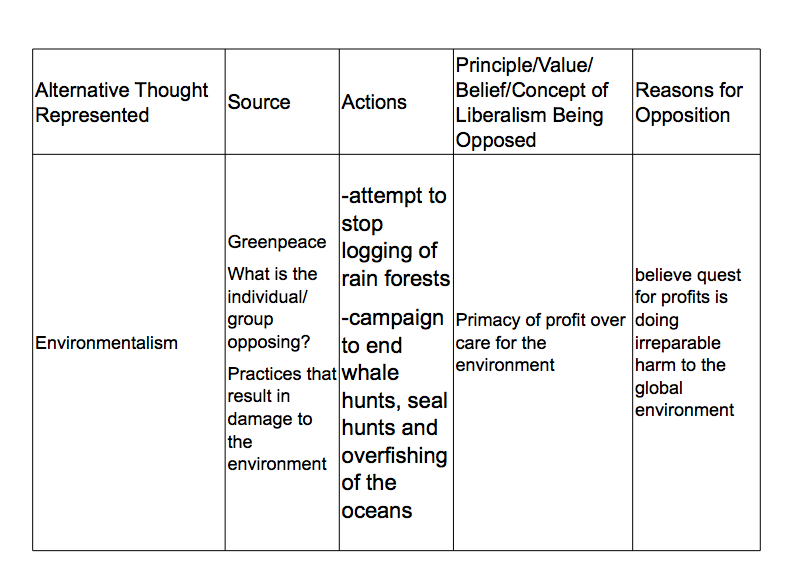 Alternative Thought
Represented
Source
Actions
Principle/Value/
Belief/Concept of
Liberalism Being
Opposed
Reasons for
Opposition
Environmentalism
Greenpeace
What is the
individual/
group
opposing?
Practices that
result in
damage to
the
environment
-attempt to
stop
logging of
rain forests
-campaign
to end
whale
hunts, seal
hunts and
overfishing
of the
oceans
Primacy of profit over
care for the
environment
believe quest
for profits is
doing
irreparable
harm to the
global
environment